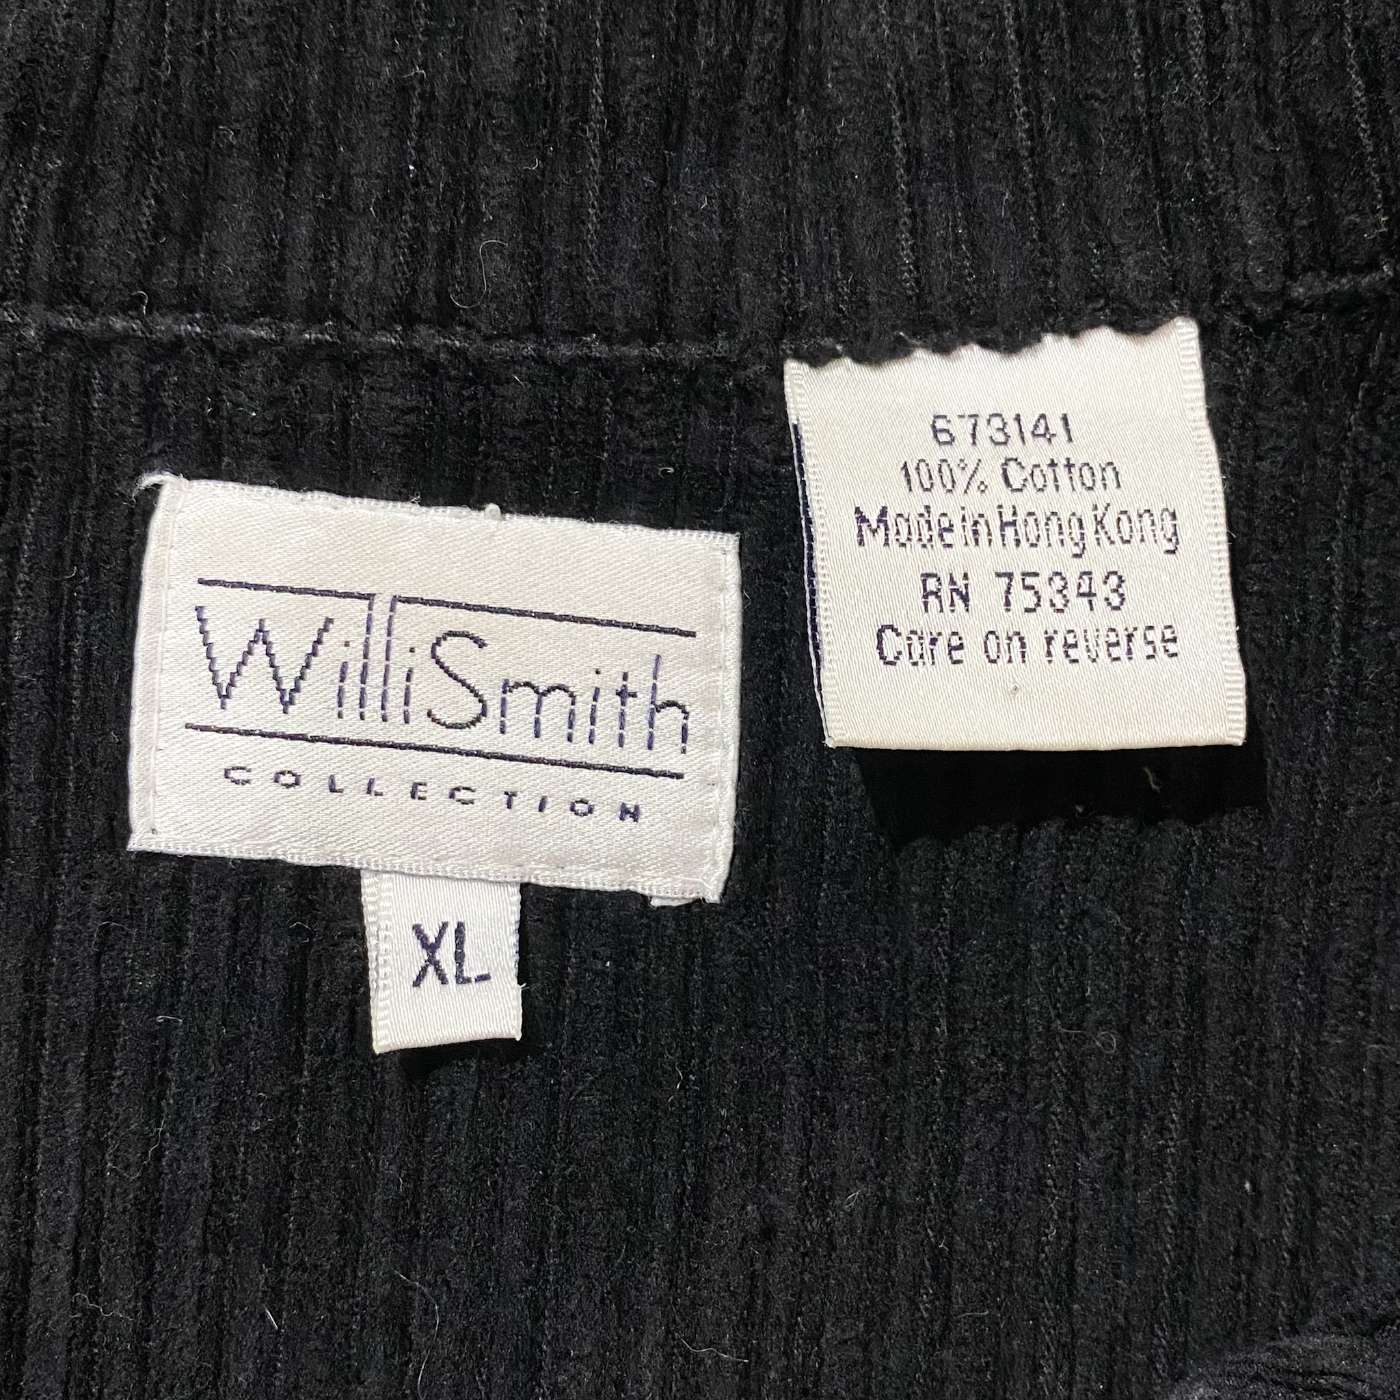 WilliSmith
COLLECTION
XL
673141
100% Cotton
Made in Hong Kong
RN 75343
Care on reverse